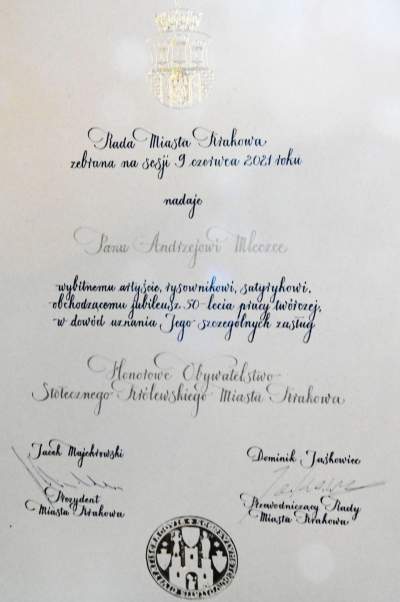 Rada Miasta Krakowa
zebrana na sesji 9 czerwca 2021 roku
nadaje
Panu Andrzejowi Mleczce
wybitnemu artyście, rysownikowi, satyrykowi,
obchodzącemu jubileusz 50-lecia pracy twórczej,
w dowód uznania Jego szczególnych zasług
Honorowe Obywatelstwo
Stołecznego Królewskiego Miasta Krakowa
Jacek Majchrowski
Dominik Jaśkowiec
Prezydent
Miasta Krakowa
Przewodniczący Rady
Miasta Krakowa